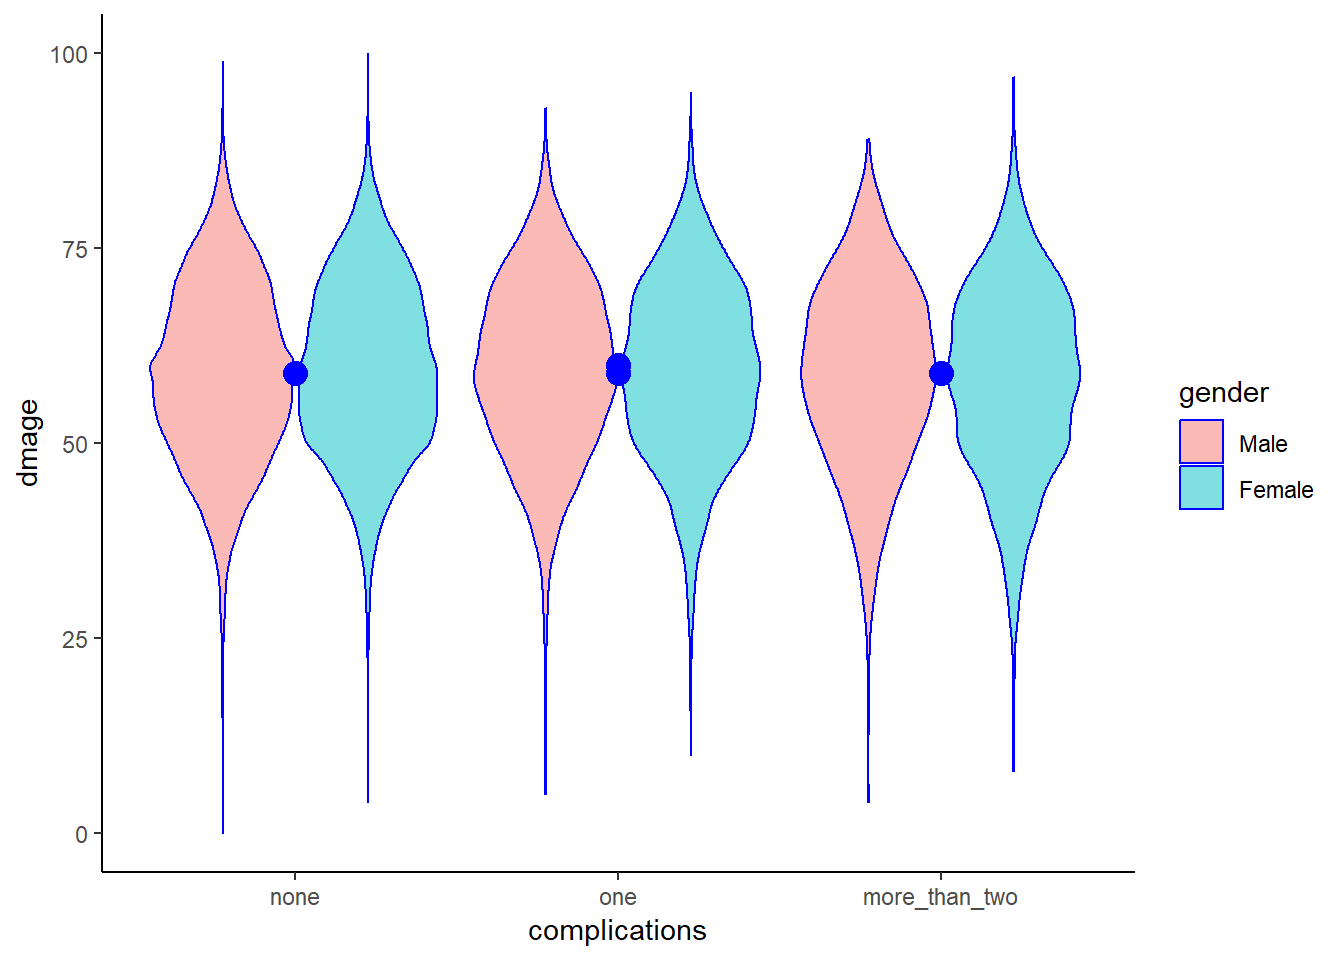 100
75
50
25
0
dmage
none
one
more_than_two
complications
gender
Male
Female